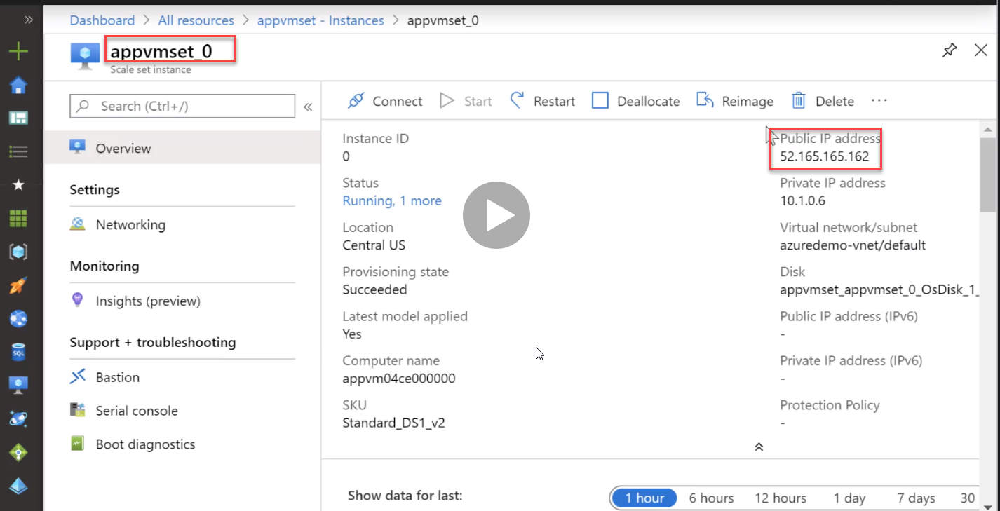 Dashboard > All resources > appvmset - Instances > appvmset_0
appvmset_0
Scale set instance
Search (Ctrl+/)
Overview
Settings
Networking
Monitoring
Insights (preview)
Support + troubleshooting
Bastion
Serial console
Boot diagnostics
Connect Start Restart Deallocate Reimage Delete ···
Instance ID
0
Status
Running, 1 more
Location
Central US
Provisioning state
Succeeded
Latest model applied
Yes
Computer name
appvm04ce000000
SKU
Standard_DS1_v2
Public IP address
52.165.165.162
Private IP address
10.1.0.6
Virtual network/subnet
azuredemo-vnet/default
Disk
appvmset_appvmset_0_OsDisk_1_
Public IP address (IPv6)
-
Private IP address (IPv6)
-
Protection Policy
-
Show data for last: 1 hour 6 hours 12 hours 1 day 7 days 30
SQL